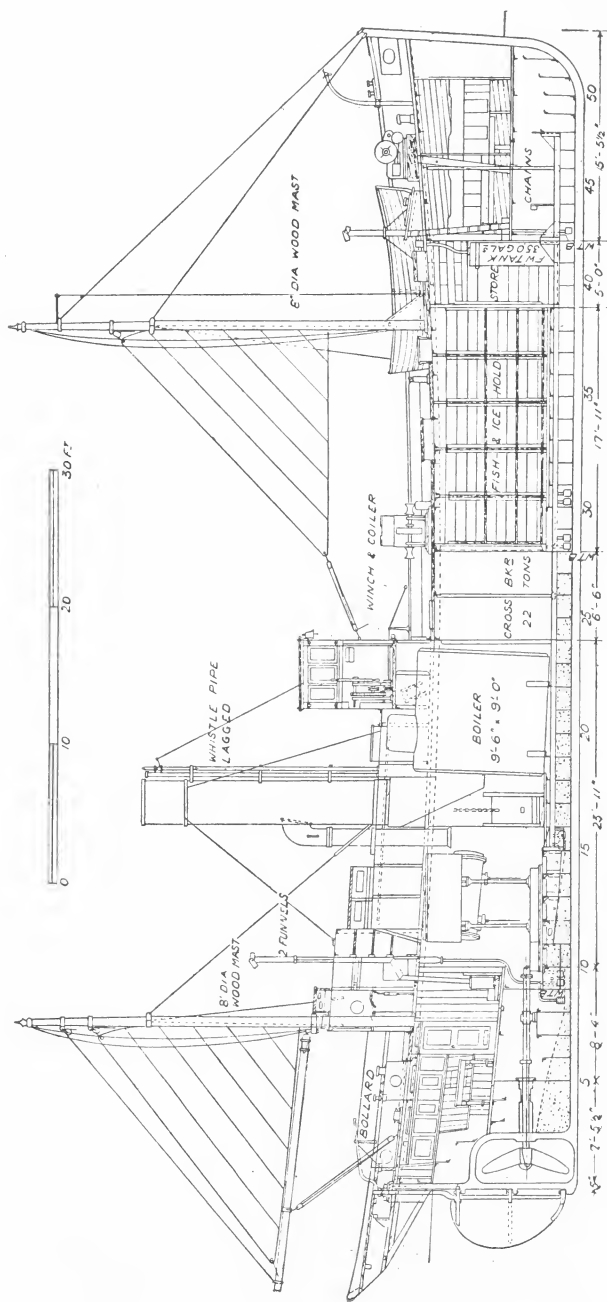 0 10 20 30 FT
8" DIA
WOOD MAST
2 FUNNELS
WHISTLE PIPE
LAGGED
WINCH & COILER
8" DIA WOOD MAST
BOLLARD
BOILER
9'-6" x 9'-0"
CROSS BKR
22 TONS
FISH & ICE HOLD
STORE
FW TANK
350 GALS
CHAINS
5 10 15 20 25 30 35 40 45 50
7'-5½" 8'-4" 23'-11" 6'-6" 17'-11" 5'-0" 5'-5½"